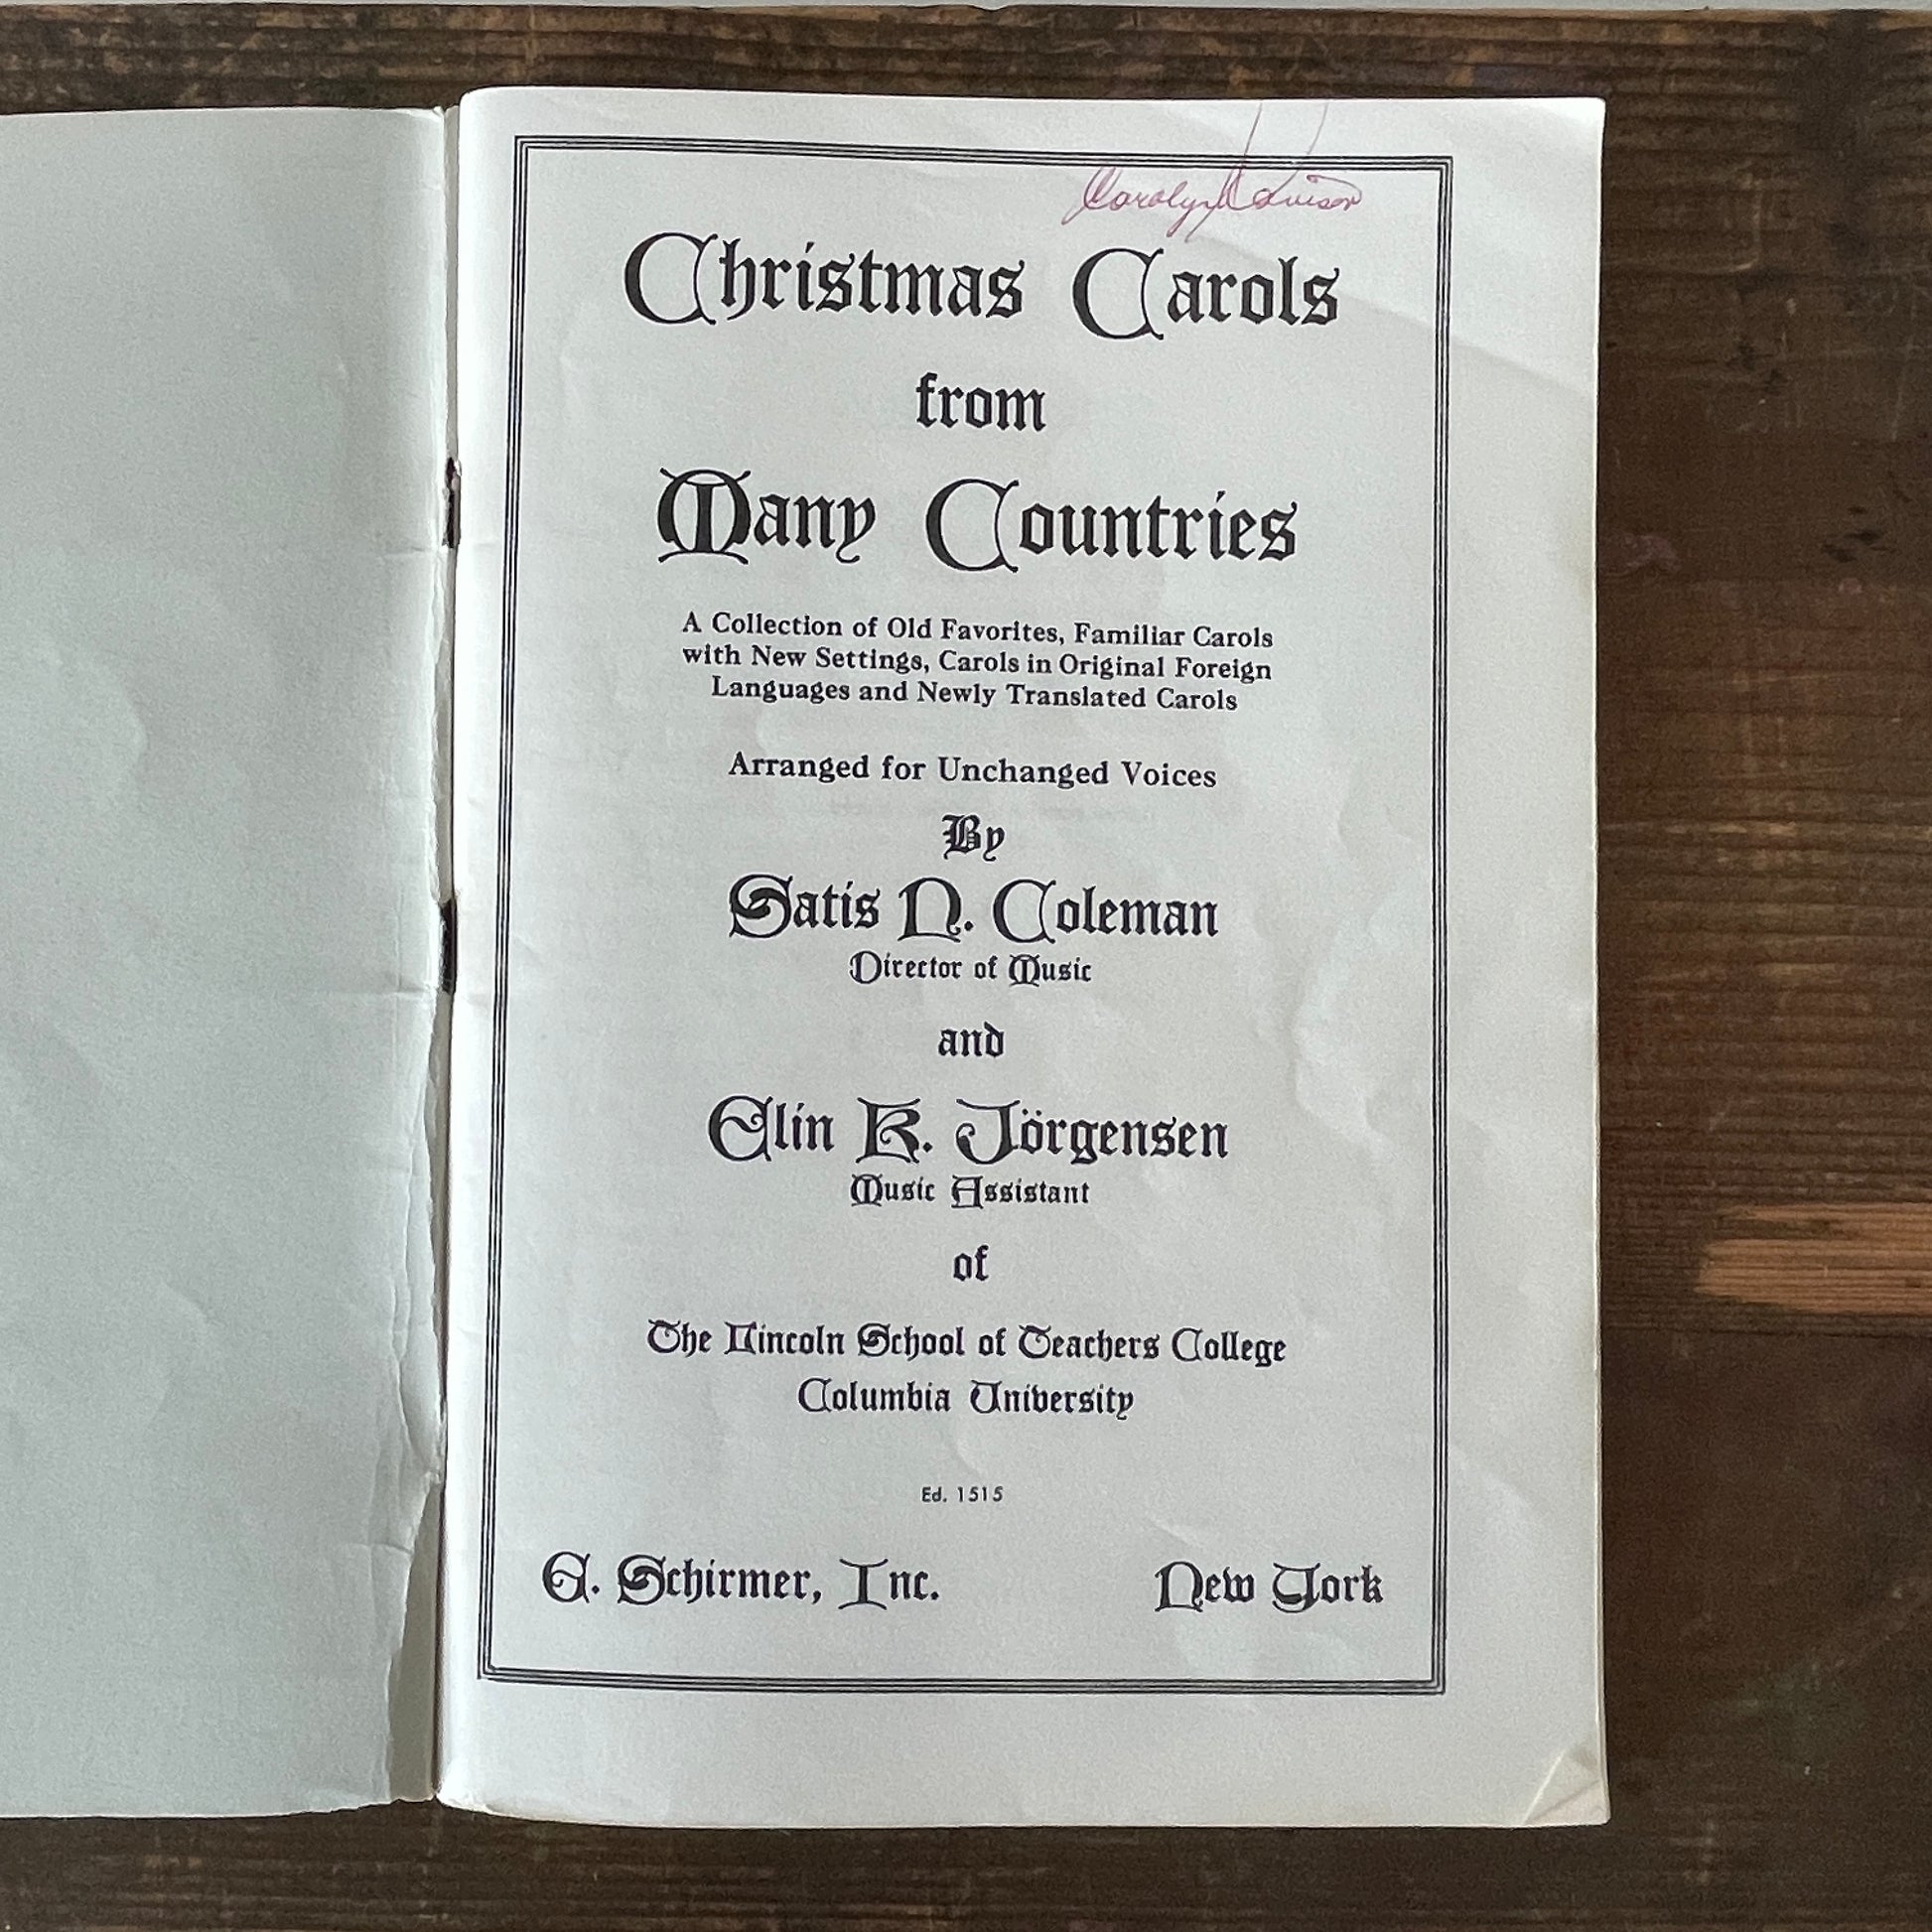 Carolyn
Christmas Carols
from
Many Countries
A Collection of Old Favorites, Familiar Carols
with New Settings, Carols in Original Foreign
Languages and Newly Translated Carols
Arranged for Unchanged Voices
By
Satis N. Coleman
Director of Music
and
Elin K. Jörgensen
Music Assistant
of
The Lincoln School of Teachers College
Columbia University
Ed. 1515
G. Schirmer, Inc. New York